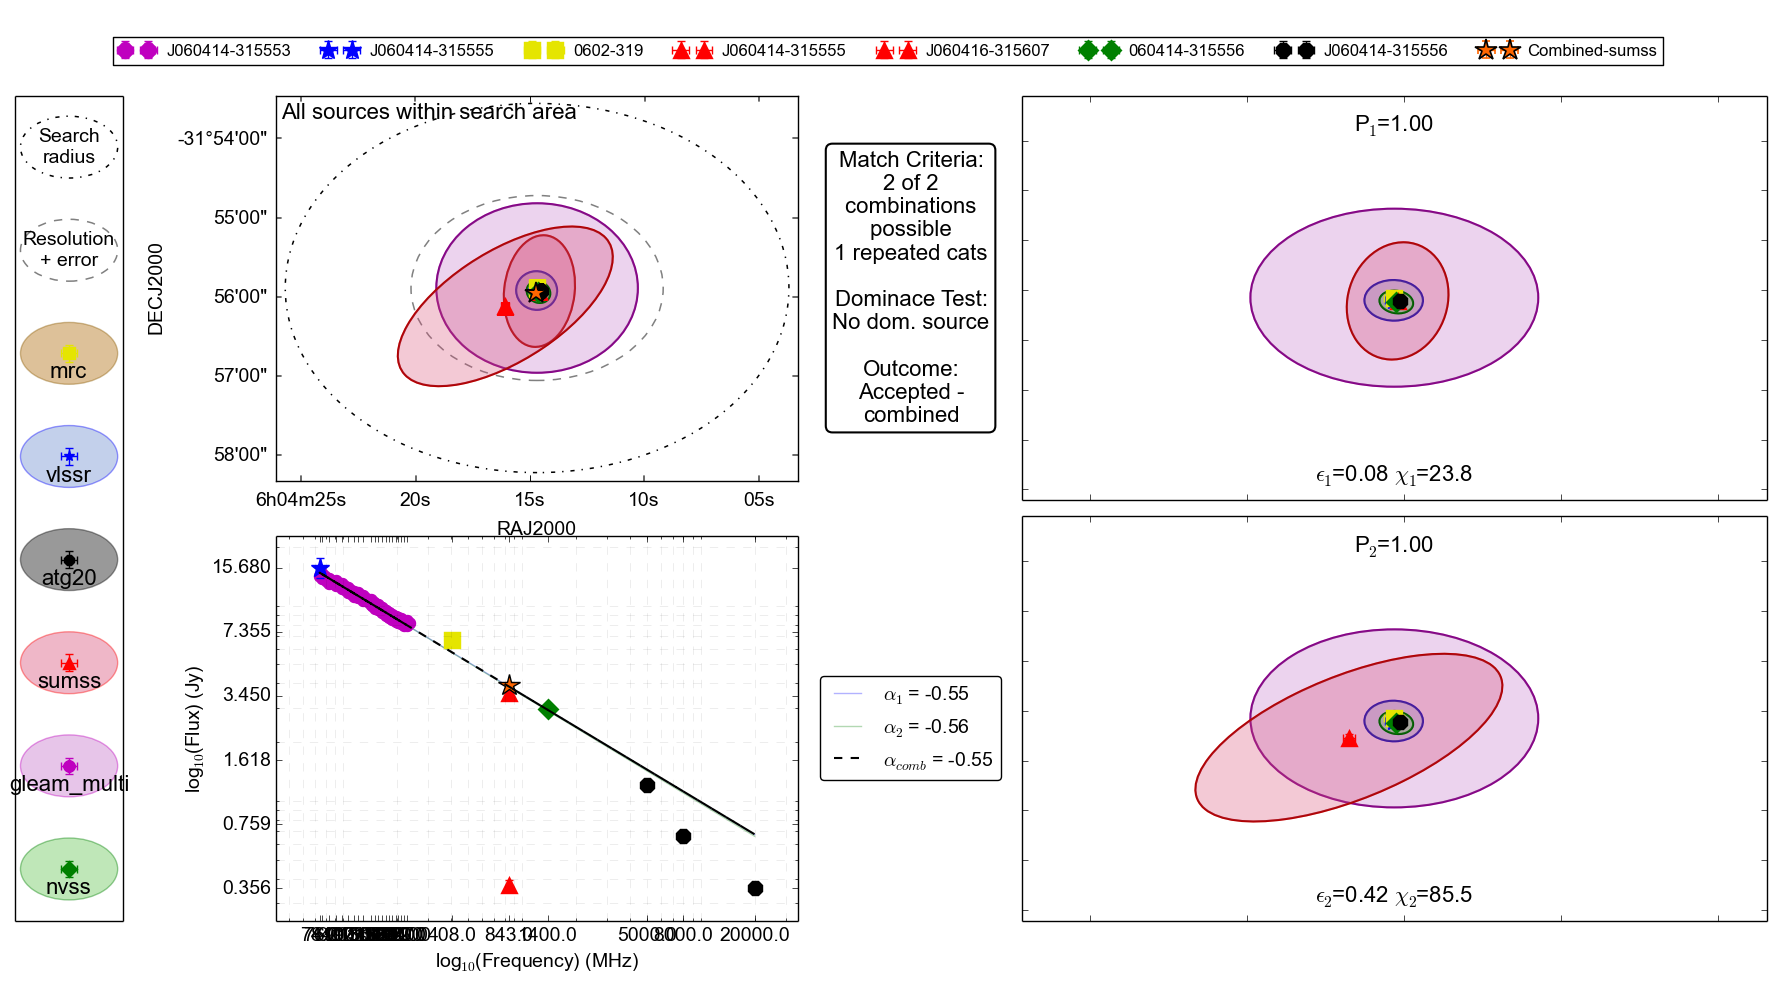 J060414-315553 J060414-315555 0602-319 J060414-315555 J060416-315607 060414-315556 J060414-315556 Combined-sumss
Search
radius
Resolution
+ error
mrc
vlssr
atg20
sumss
gleam_multi
nvss
All sources within search area
-31°54'00"
55'00"
56'00"
57'00"
58'00"
DECJ2000
6h04m25s 20s 15s 10s 05s
RAJ2000
Match Criteria:
2 of 2
combinations
possible
1 repeated cats
Dominace Test:
No dom. source
Outcome:
Accepted -
combined
P1=1.00
ϵ1=0.08 χ1=23.8
15.680
7.355
3.450
1.618
0.759
0.356
log10(Flux) (Jy)
408.0 843.0 1400.0 5000.0 8000.0 20000.0
log10(Frequency) (MHz)
α1 = -0.55
α2 = -0.56
αcomb = -0.55
P2=1.00
ϵ2=0.42 χ2=85.5